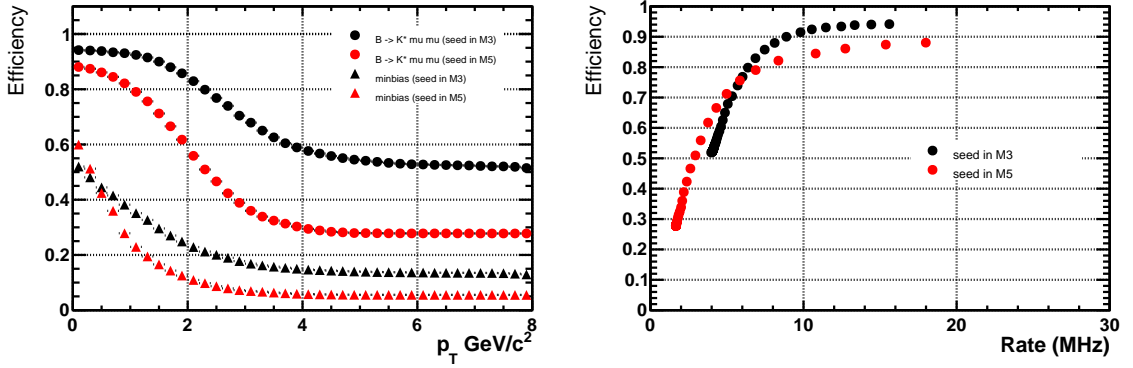 Efficiency
1
0.8
0.6
0.4
0.2
0
0 2 4 6 8
p_T GeV/c^2
B -> K* mu mu (seed in M3)
B -> K* mu mu (seed in M5)
minbias (seed in M3)
minbias (seed in M5)
Efficiency
1
0.9
0.8
0.7
0.6
0.5
0.4
0.3
0.2
0.1
0
0 10 20 30
Rate (MHz)
seed in M3
seed in M5